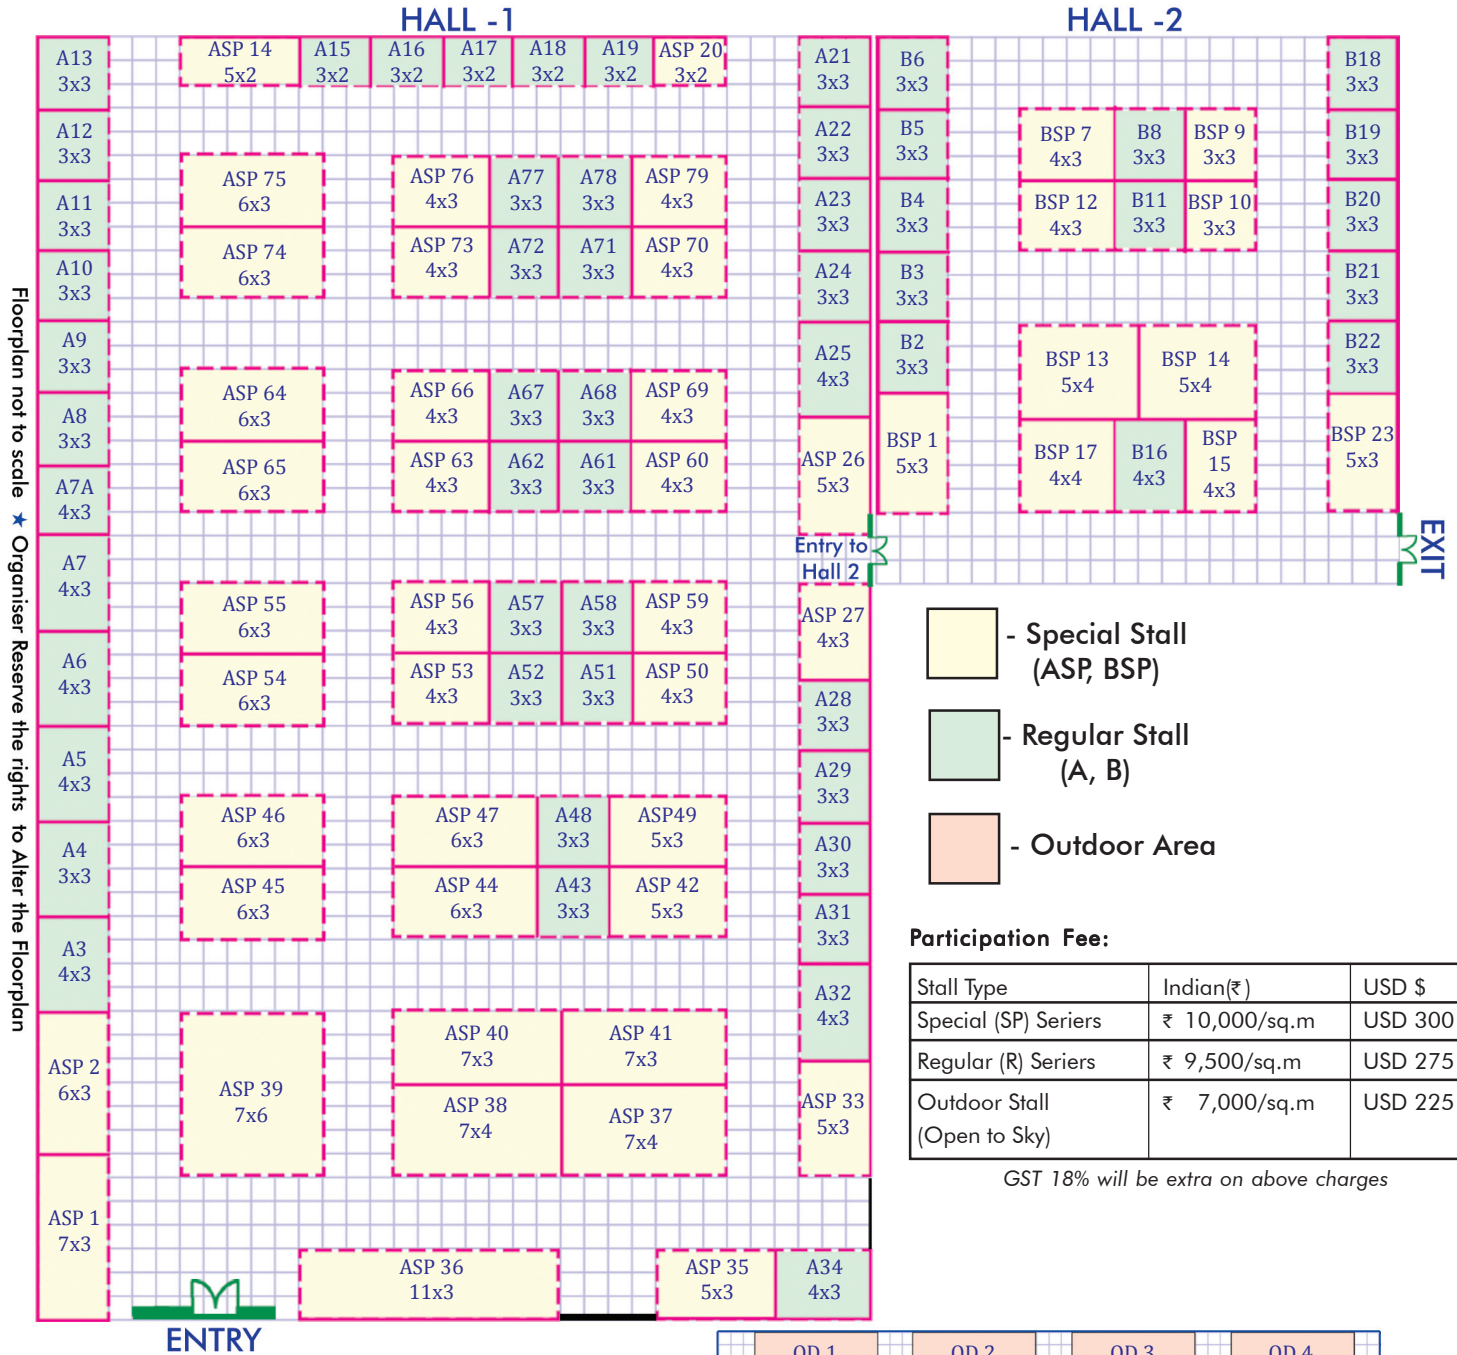 HALL -1
HALL -2
A13
3x3
ASP 14
5x2
A15
3x2
A16
3x2
A17
3x2
A18
3x2
A19
3x2
ASP 20
3x2
A21
3x3
A12
3x3
A22
3x3
ASP 75
6x3
ASP 76
4x3
A77
3x3
A78
3x3
ASP 79
4x3
A11
3x3
A23
3x3
ASP 74
6x3
ASP 73
4x3
A72
3x3
A71
3x3
ASP 70
4x3
A10
3x3
A24
3x3
A9
3x3
A25
4x3
ASP 64
6x3
ASP 66
4x3
A67
3x3
A68
3x3
ASP 69
4x3
A8
3x3
ASP 65
6x3
ASP 63
4x3
A62
3x3
A61
3x3
ASP 60
4x3
ASP 26
5x3
A7A
4x3
Entry to
Hall 2
A7
4x3
ASP 55
6x3
ASP 56
4x3
A57
3x3
A58
3x3
ASP 59
4x3
ASP 27
4x3
A6
4x3
ASP 54
6x3
ASP 53
4x3
A52
3x3
A51
3x3
ASP 50
4x3
A28
3x3
A5
4x3
A29
3x3
ASP 46
6x3
ASP 47
6x3
A48
3x3
ASP49
5x3
A4
3x3
A30
3x3
ASP 45
6x3
ASP 44
6x3
A43
3x3
ASP 42
5x3
A31
3x3
A3
4x3
A32
4x3
ASP 40
7x3
ASP 41
7x3
ASP 2
6x3
ASP 39
7x6
ASP 38
7x4
ASP 37
7x4
ASP 33
5x3
ASP 1
7x3
ASP 36
11x3
ASP 35
5x3
A34
4x3
ENTRY
Floorplan not to scale ★ Organiser Reserve the rights to Alter the Floorplan
B6
3x3
B18
3x3
B5
3x3
BSP 7
4x3
B8
3x3
BSP 9
3x3
B19
3x3
B4
3x3
BSP 12
4x3
B11
3x3
BSP 10
3x3
B20
3x3
B3
3x3
B21
3x3
B2
3x3
BSP 13
5x4
BSP 14
5x4
B22
3x3
BSP 1
5x3
BSP 17
4x4
B16
4x3
BSP
15
4x3
BSP 23
5x3
EXIT
- Special Stall
(ASP, BSP)
- Regular Stall
(A, B)
- Outdoor Area
Participation Fee:
Stall Type Indian(₹) USD $
Special (SP) Seriers ₹ 10,000/sq.m USD 300
Regular (R) Seriers ₹ 9,500/sq.m USD 275
Outdoor Stall ₹ 7,000/sq.m USD 225
(Open to Sky)
GST 18% will be extra on above charges
OD 1
OD 2
OD 3
OD 4